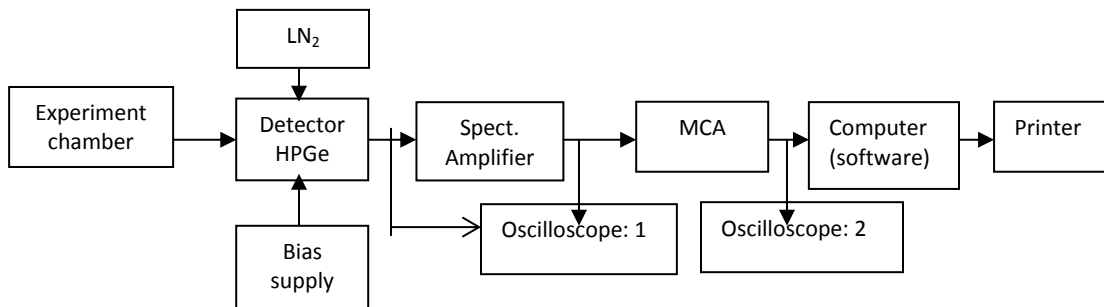 LN₂
Experiment
chamber
Detector
HPGe
Spect.
Amplifier
MCA
Computer
(software)
Printer
Bias
supply
Oscilloscope: 1
Oscilloscope: 2